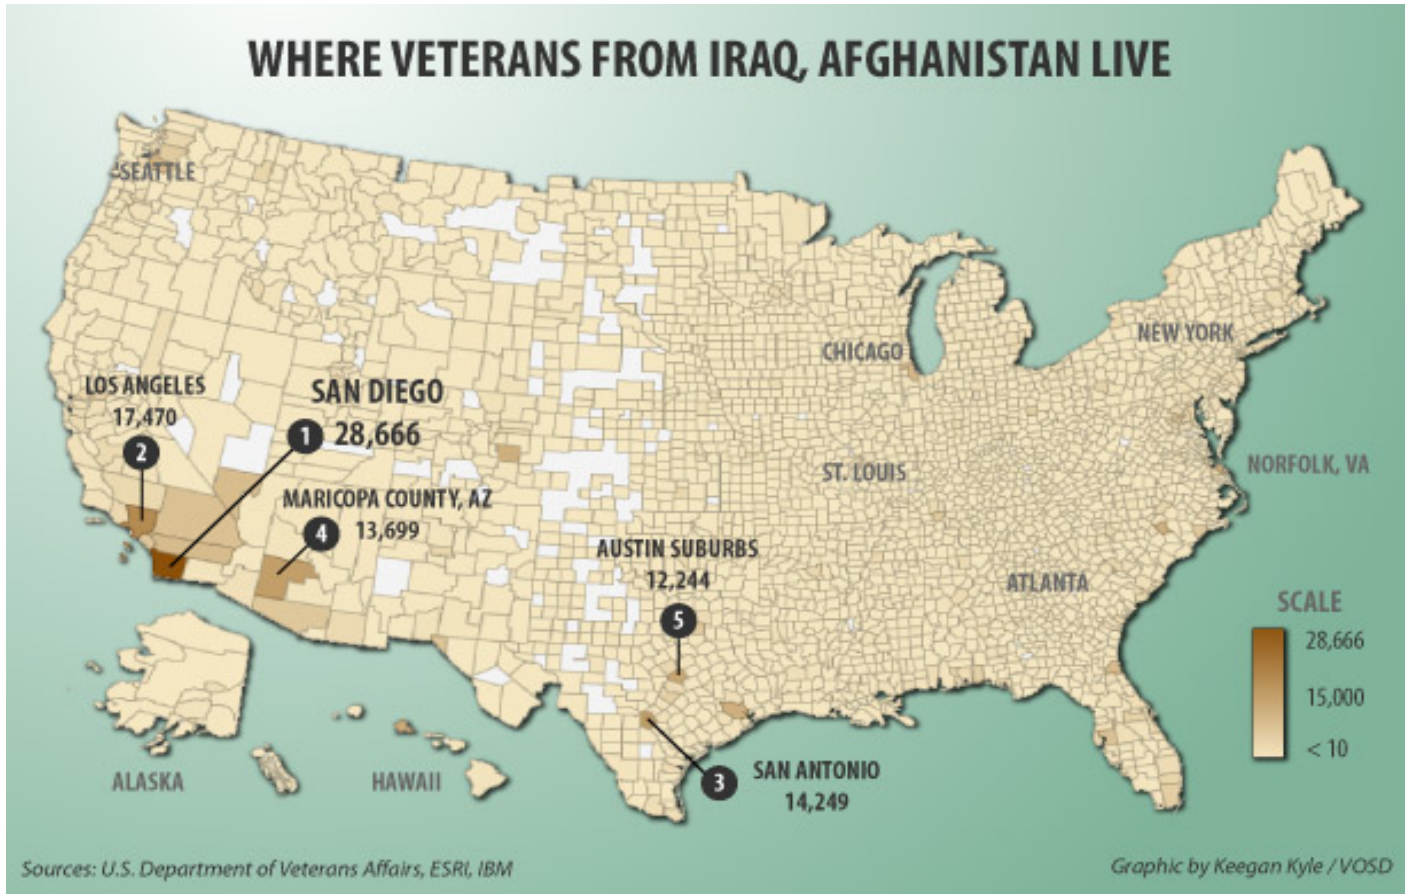 WHERE VETERANS FROM IRAQ, AFGHANISTAN LIVE
SEATTLE
LOS ANGELES
17,470
2
SAN DIEGO
1
28,666
MARICOPA COUNTY, AZ
4
13,699
CHICAGO
NEW YORK
ST. LOUIS
NORFOLK, VA
AUSTIN SUBURBS
12,244
5
ATLANTA
SCALE
28,666
15,000
< 10
ALASKA
HAWAII
3
SAN ANTONIO
14,249
Sources: U.S. Department of Veterans Affairs, ESRI, IBM
Graphic by Keegan Kyle / VOSD